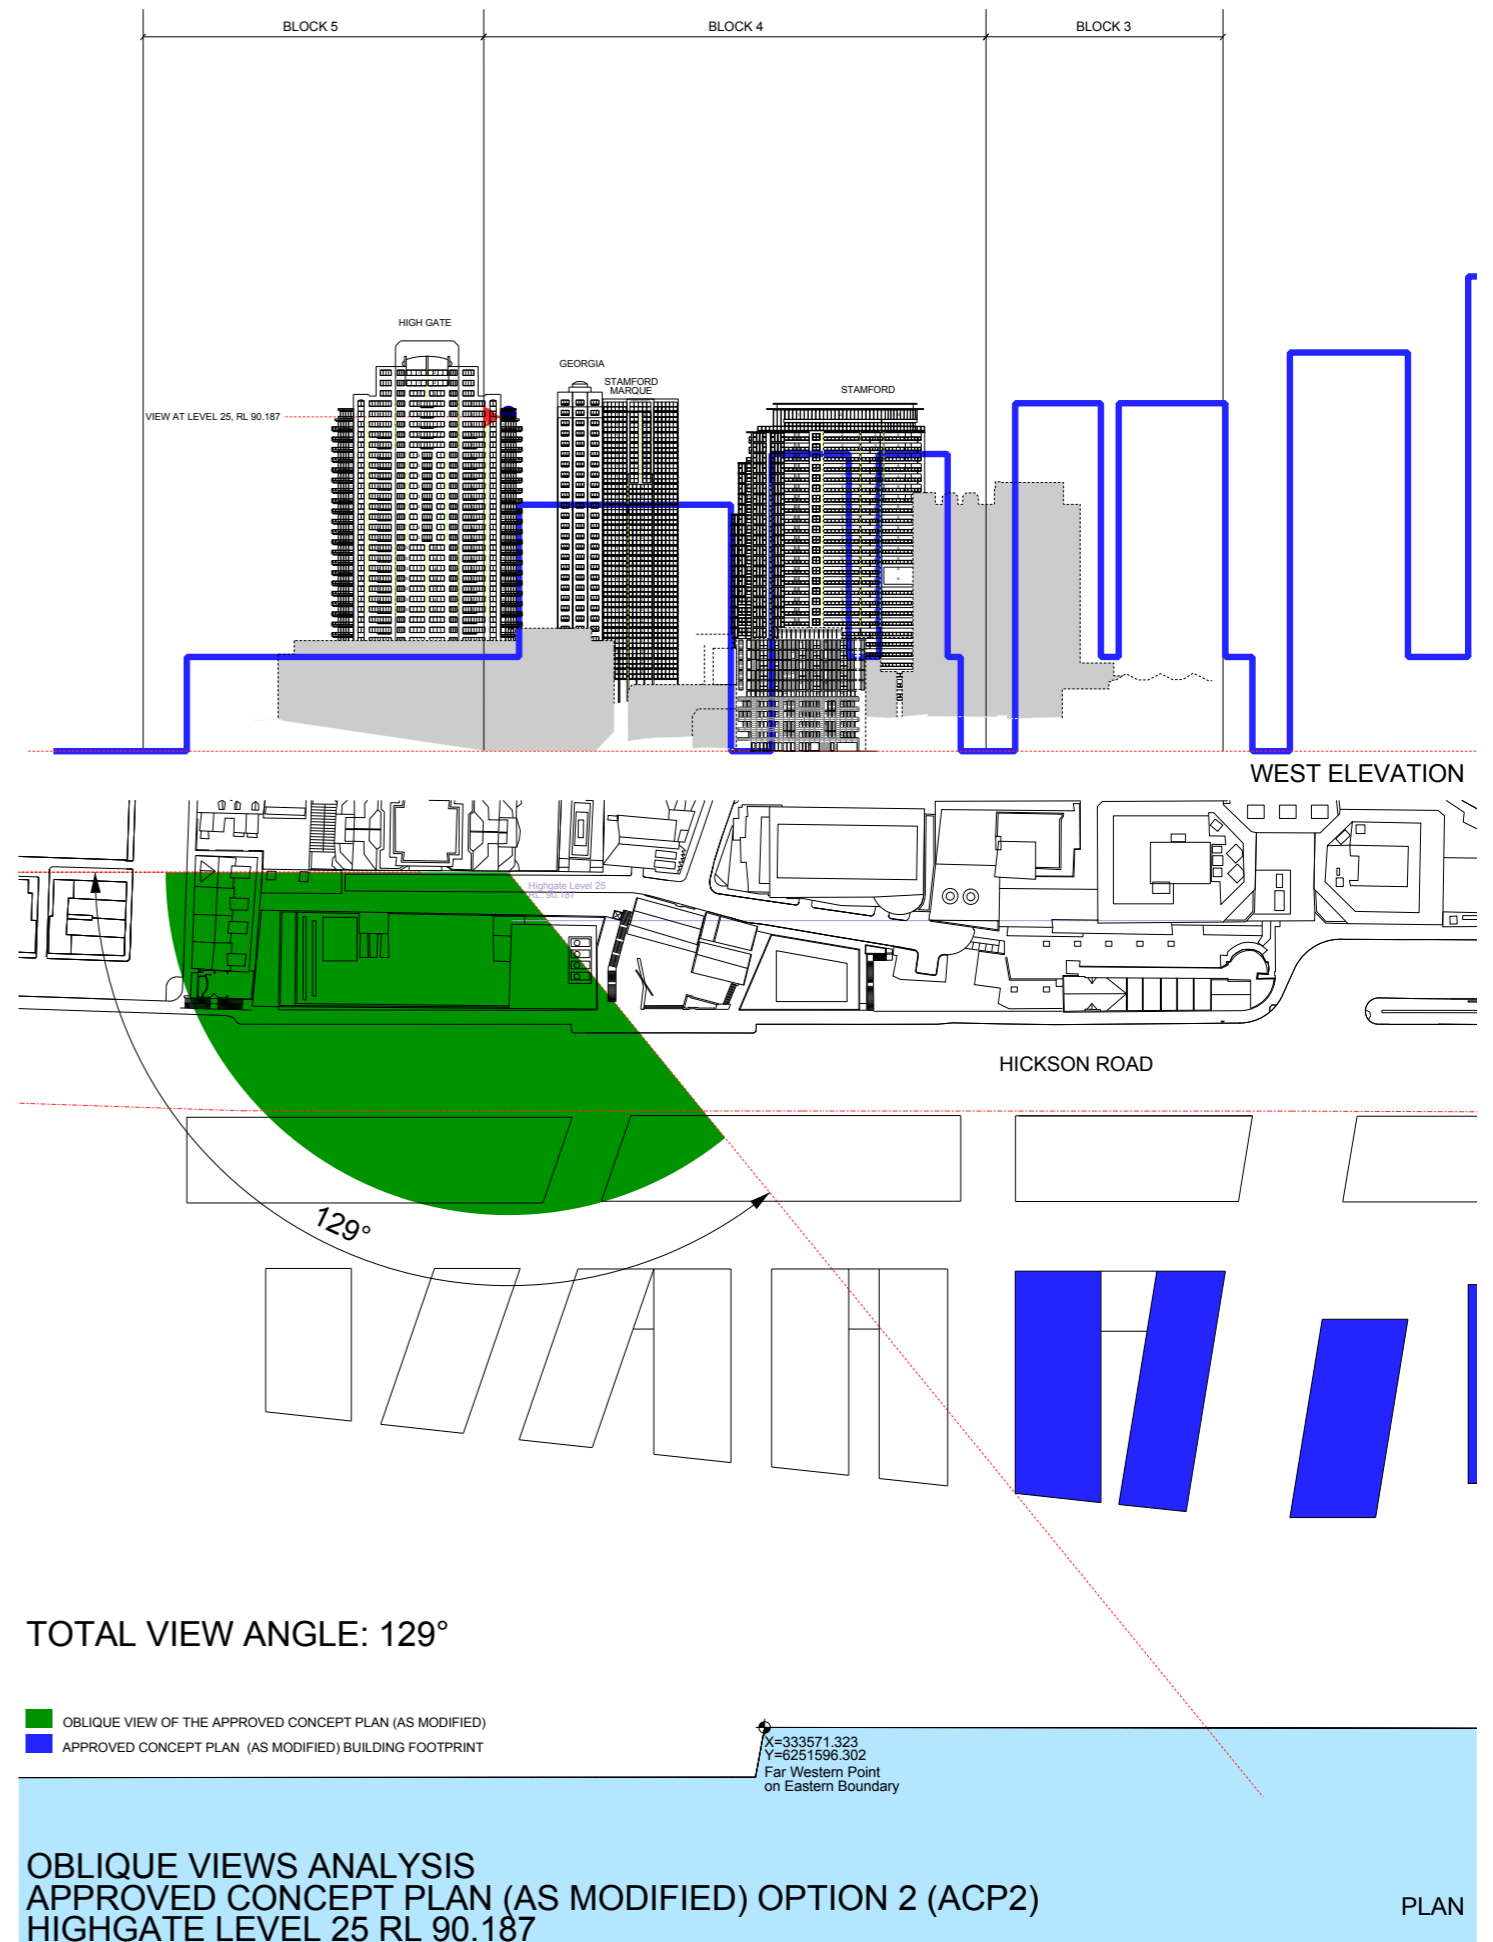 BLOCK 5
BLOCK 4
BLOCK 3
HIGH GATE
GEORGIA
STAMFORD
MARQUE
STAMFORD
VIEW AT LEVEL 25, RL 90.187
WEST ELEVATION
Highgate Level 25
RL. 90.187
HICKSON ROAD
129°
TOTAL VIEW ANGLE: 129°
OBLIQUE VIEW OF THE APPROVED CONCEPT PLAN (AS MODIFIED)
APPROVED CONCEPT PLAN (AS MODIFIED) BUILDING FOOTPRINT
X=333571.323
Y=6251596.302
Far Western Point
on Eastern Boundary
OBLIQUE VIEWS ANALYSIS
APPROVED CONCEPT PLAN (AS MODIFIED) OPTION 2 (ACP2)
HIGHGATE LEVEL 25 RL 90.187
PLAN